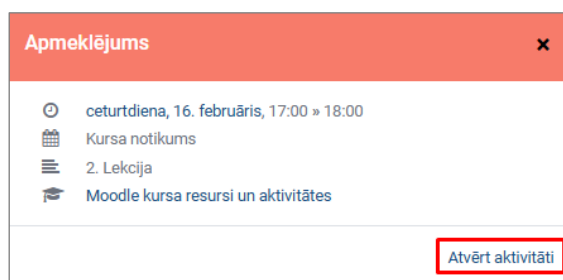 Apmeklējums
ceturtdiena, 16. februāris, 17:00 » 18:00
Kursa notikums
2. Lekcija
Moodle kursa resursi un aktivitātes
Atvērt aktivitāti